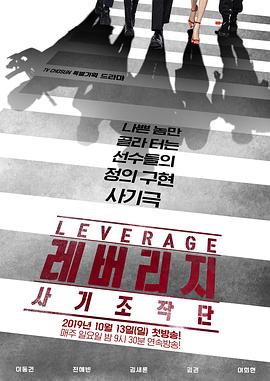 TV CHOSUN 특별기획 드라마
나쁜 놈만
골라 터는
선수들의
정의 구현
사기극
LEVERAGE
레버리지
사기조작단
2019년 10월 13일(일) 첫방송!
매주 일요일 밤 9시 30분 연속방송!
이동건 전혜빈 김새론 김권 여회현